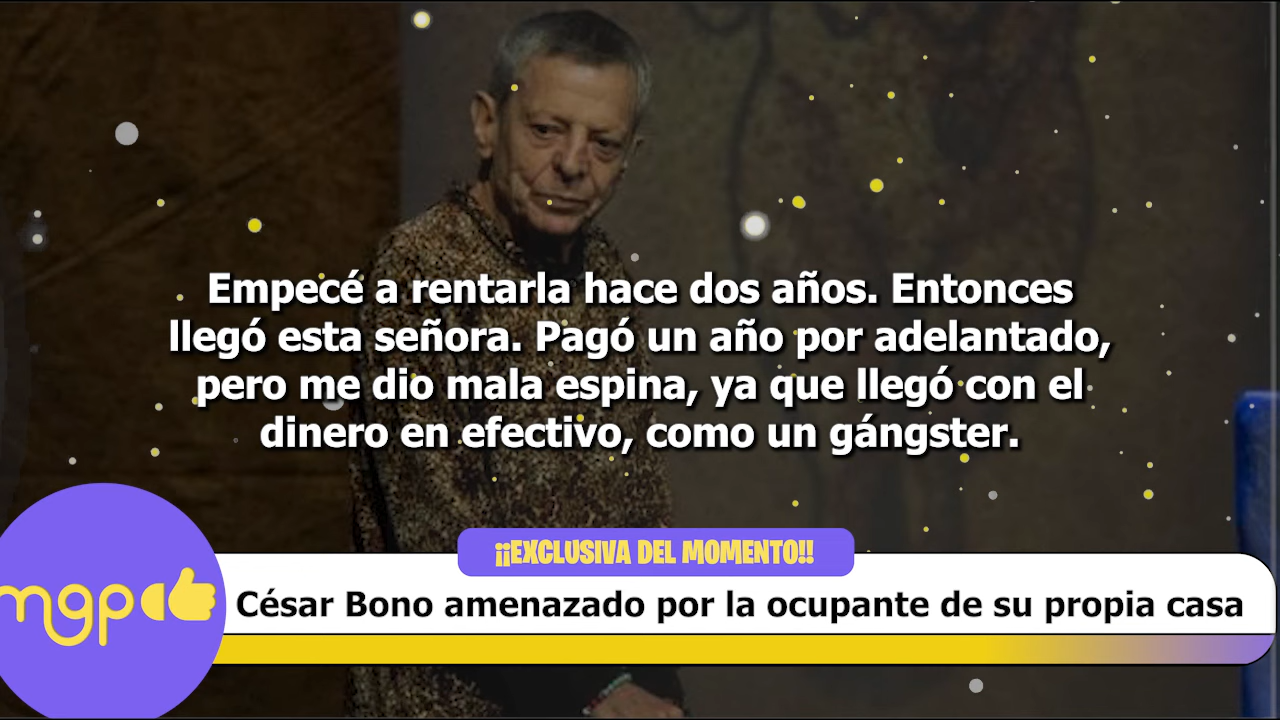 Empecé a rentarla hace dos años. Entonces
llegó esta señora. Pagó un año por adelantado,
pero me dio mala espina, ya que llegó con el
dinero en efectivo, como un gángster.
¡¡EXCLUSIVA DEL MOMENTO!!
mgp
César Bono amenazado por la ocupante de su propia casa